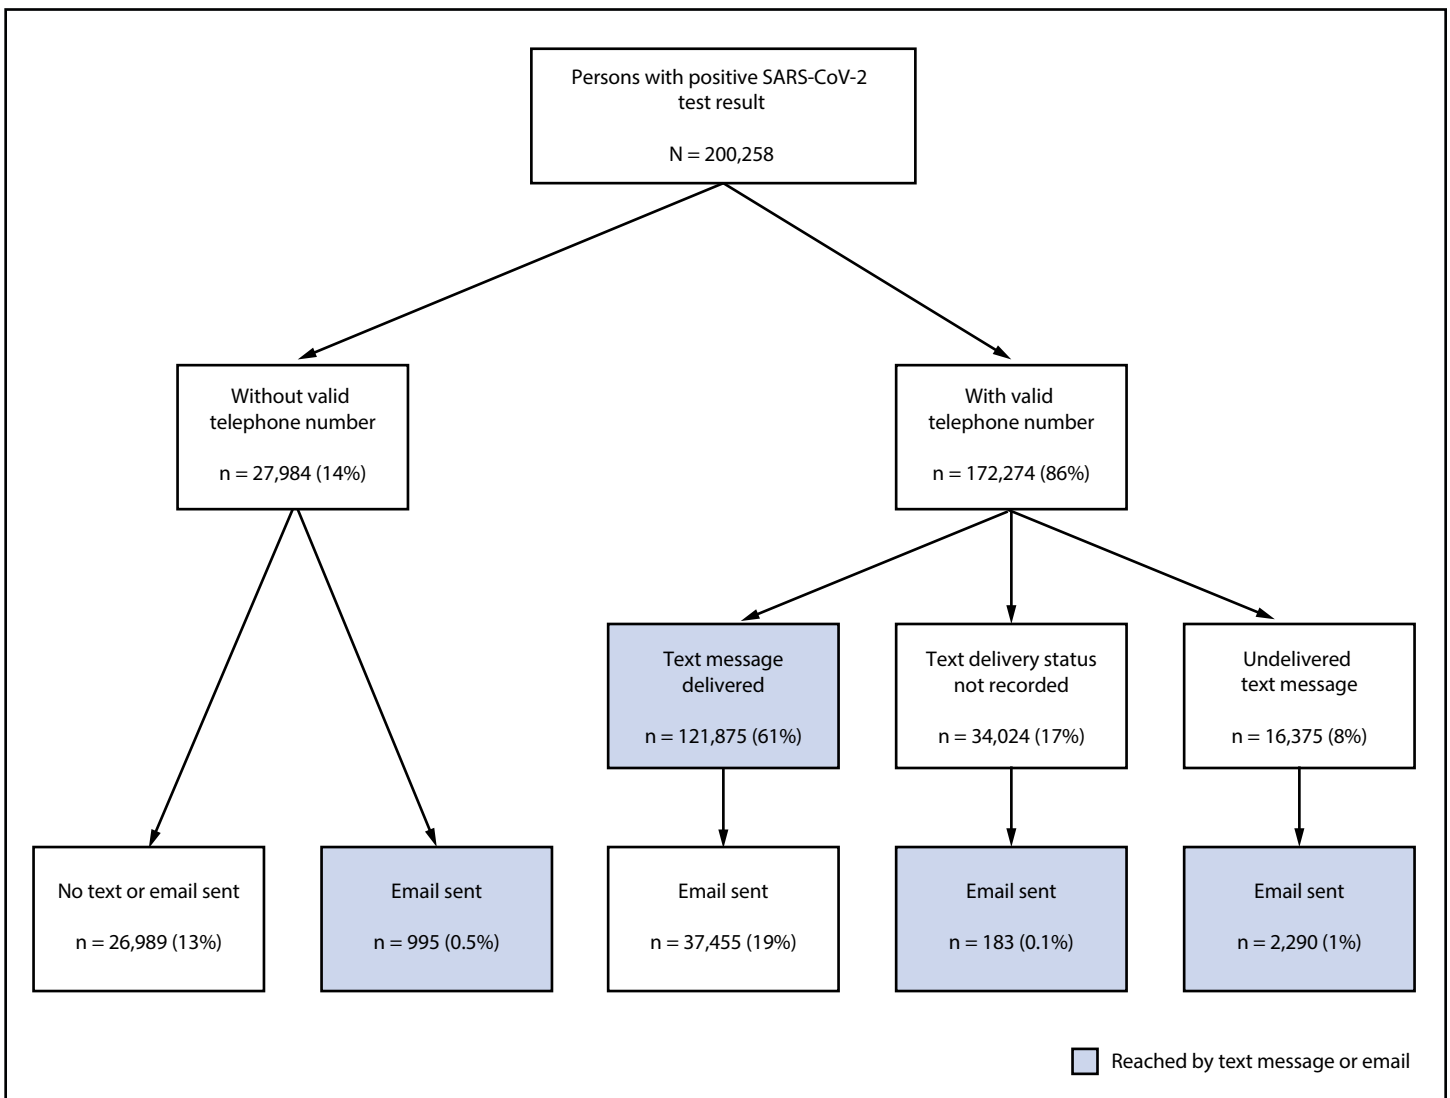 Persons with positive SARS-CoV-2
test result
N = 200,258
Without valid
telephone number
n = 27,984 (14%)
With valid
telephone number
n = 172,274 (86%)
Text message
delivered
n = 121,875 (61%)
Text delivery status
not recorded
n = 34,024 (17%)
Undelivered
text message
n = 16,375 (8%)
No text or email sent
n = 26,989 (13%)
Email sent
n = 995 (0.5%)
Email sent
n = 37,455 (19%)
Email sent
n = 183 (0.1%)
Email sent
n = 2,290 (1%)
Reached by text message or email